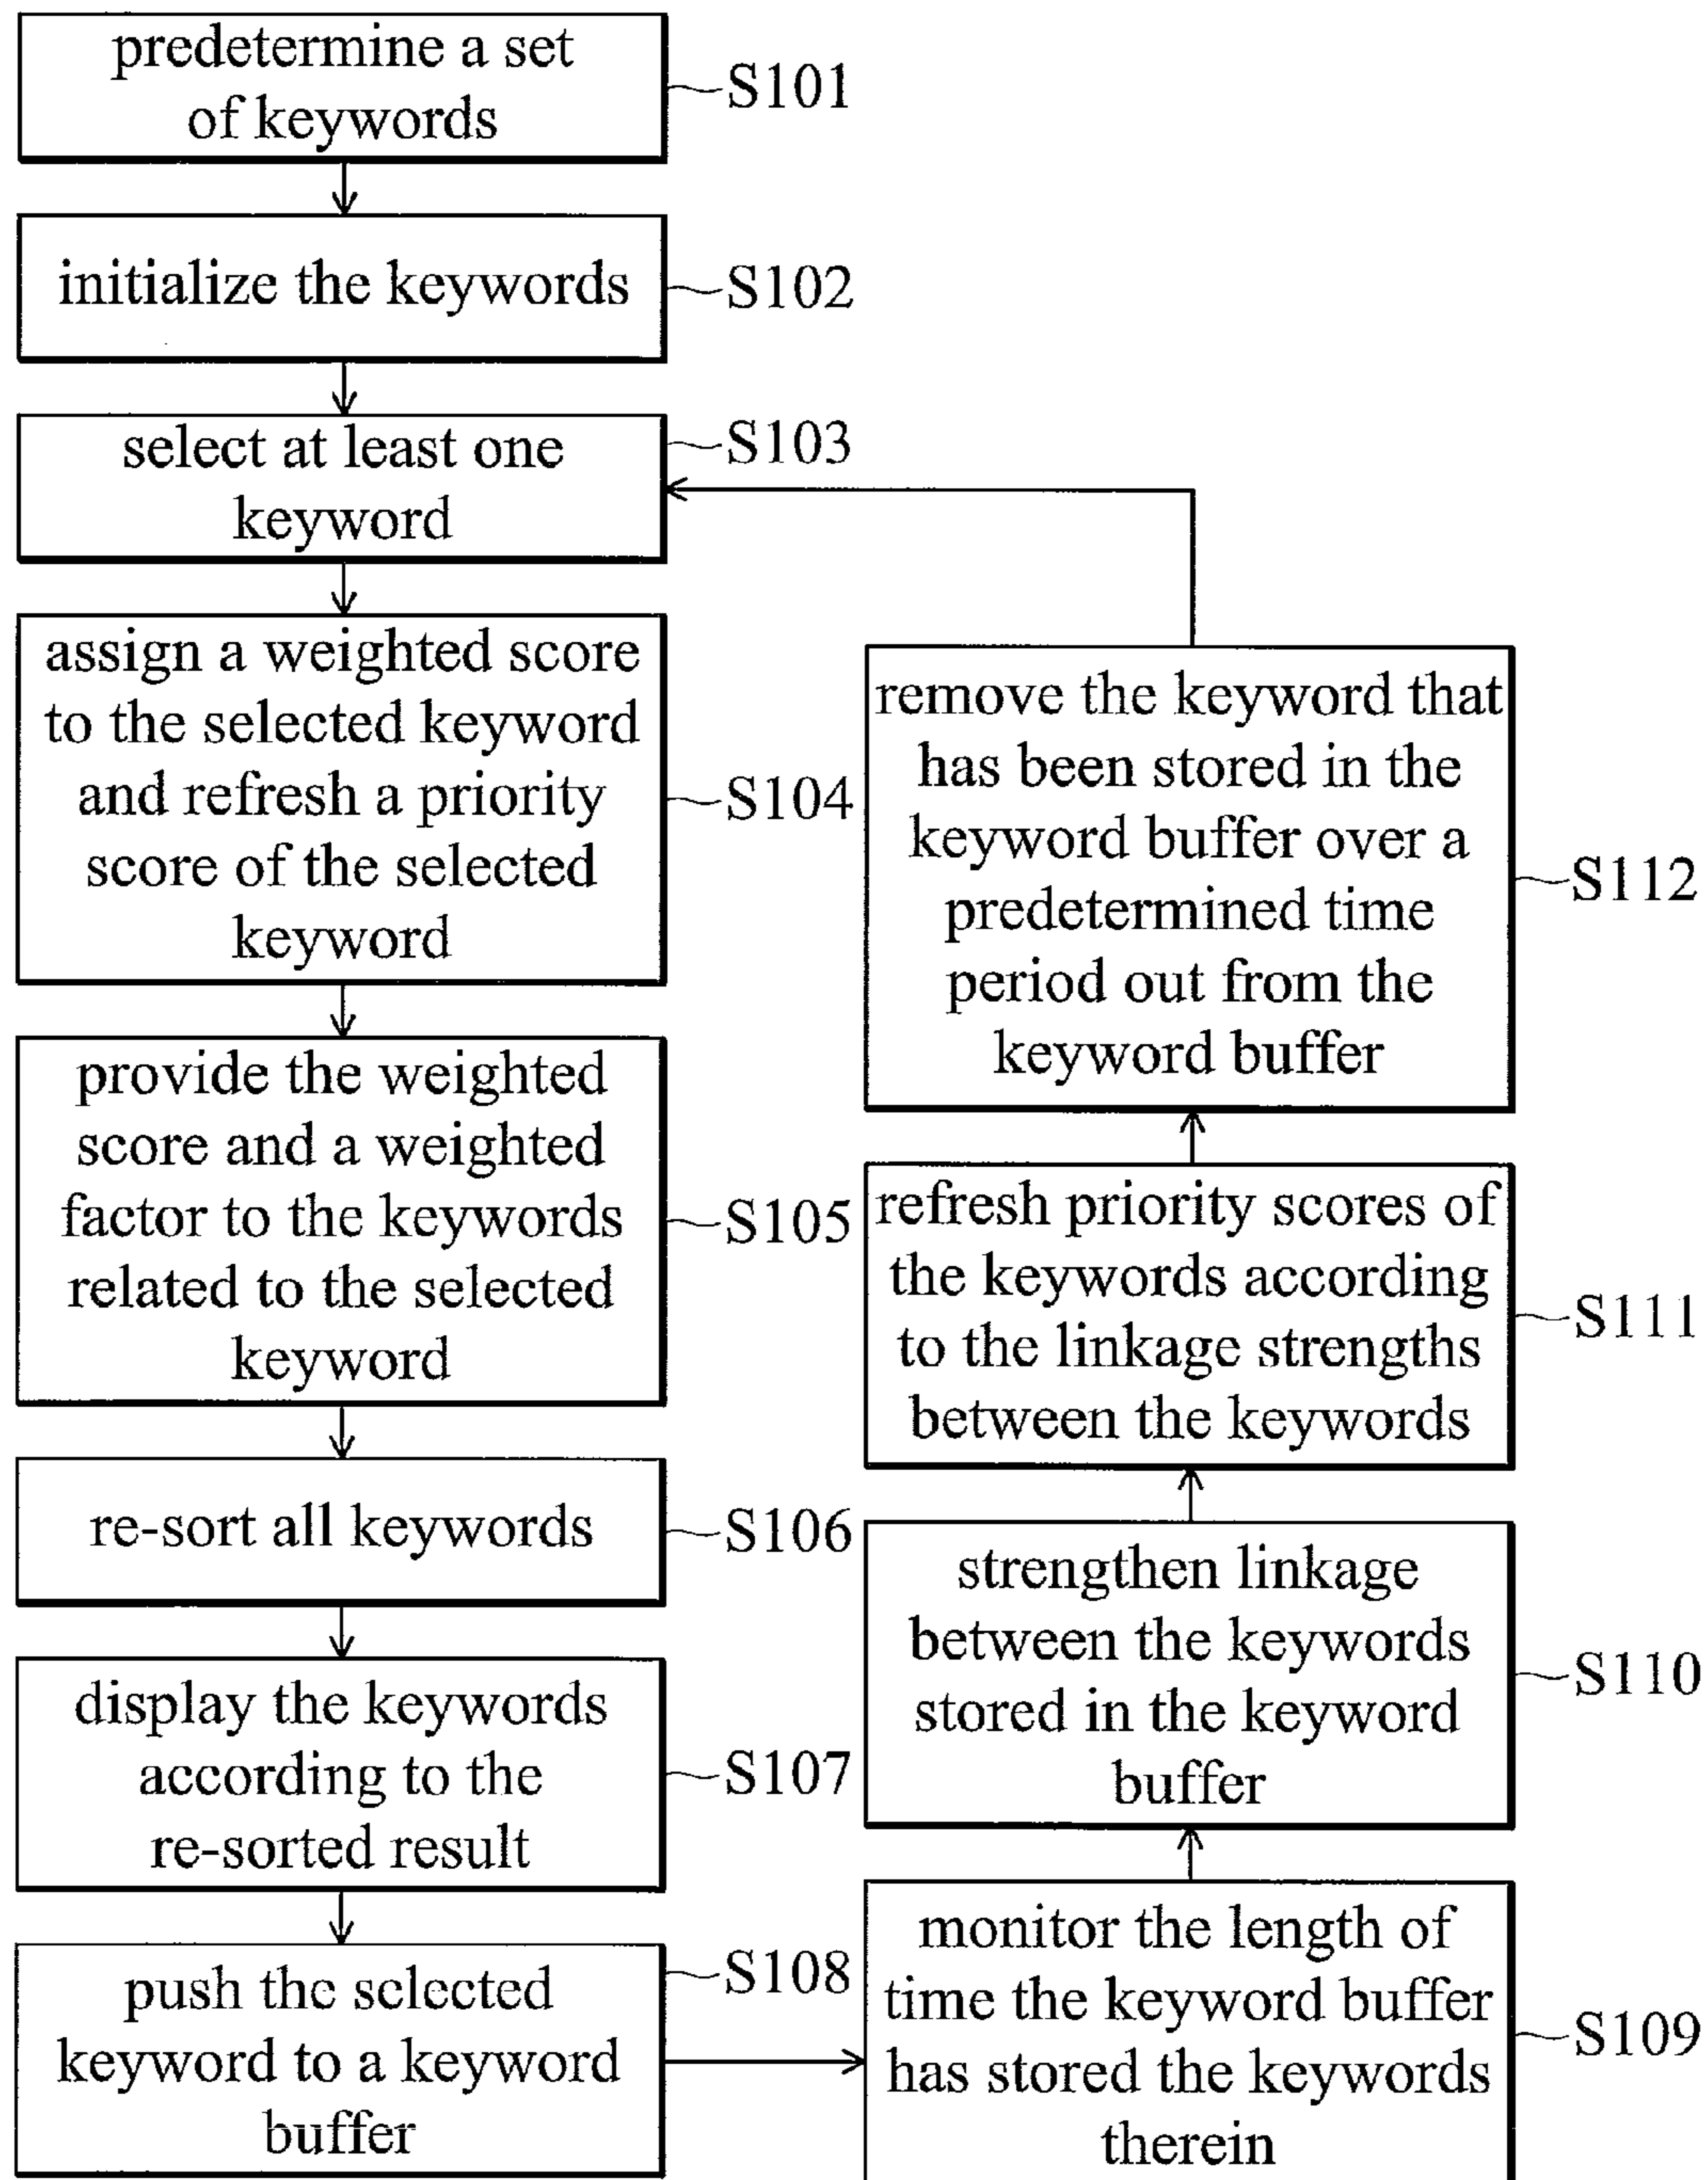 predetermine a set
of keywords
S101
initialize the keywords
S102
select at least one
keyword
S103
assign a weighted score
to the selected keyword
and refresh a priority
score of the selected
keyword
S104
provide the weighted
score and a weighted
factor to the keywords
related to the selected
keyword
S105
re-sort all keywords
S106
display the keywords
according to the
re-sorted result
S107
push the selected
keyword to a keyword
buffer
S108
monitor the length of
time the keyword buffer
has stored the keywords
therein
S109
strengthen linkage
between the keywords
stored in the keyword
buffer
S110
refresh priority scores of
the keywords according
to the linkage strengths
between the keywords
S111
remove the keyword that
has been stored in the
keyword buffer over a
predetermined time
period out from the
keyword buffer
S112